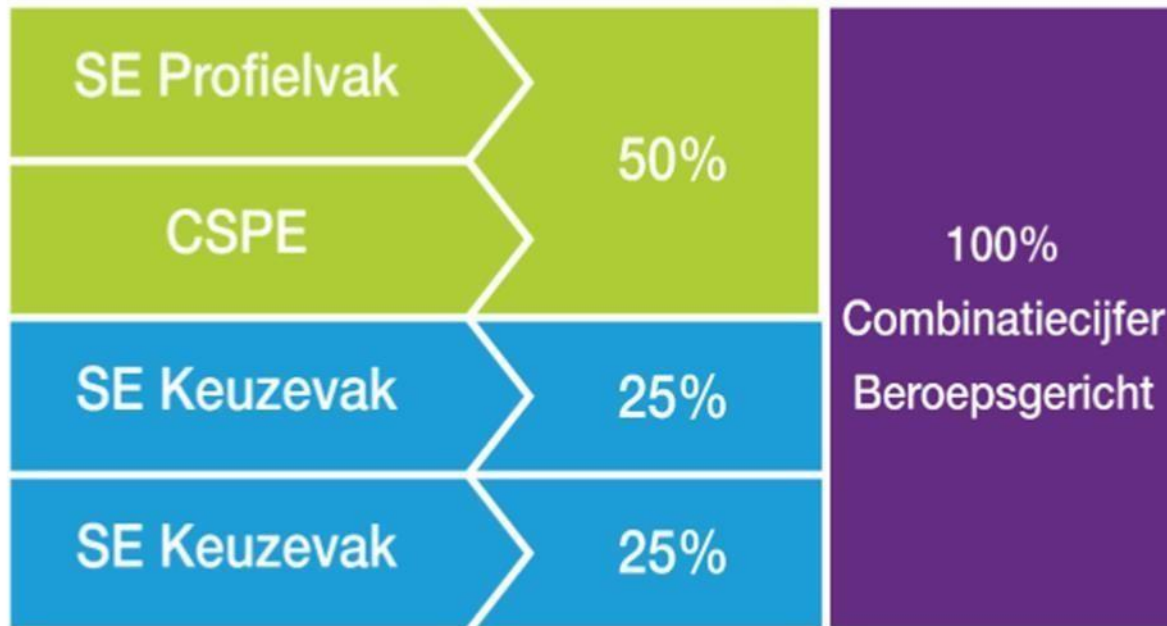 SE Profielvak
50%
CSPE
SE Keuzevak
25%
SE Keuzevak
25%
100%
Combinatiecijfer
Beroepsgericht